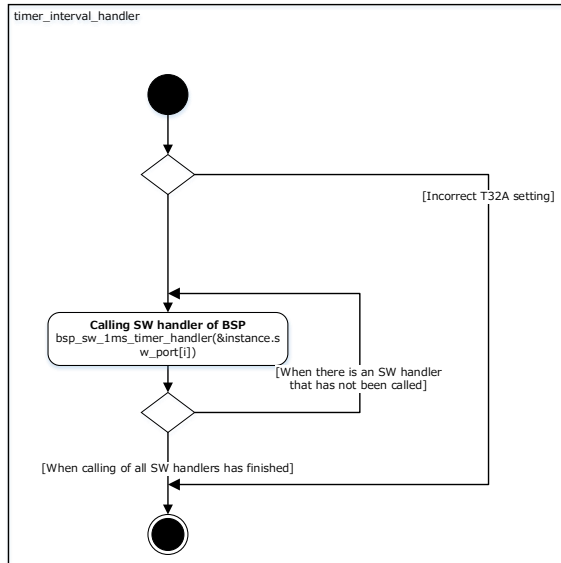 timer_interval_handler
[Incorrect T32A setting]
Calling SW handler of BSP
bsp_sw_1ms_timer_handler(&instance.s
w_port[i])
[When there is an SW handler
that has not been called]
[When calling of all SW handlers has finished]